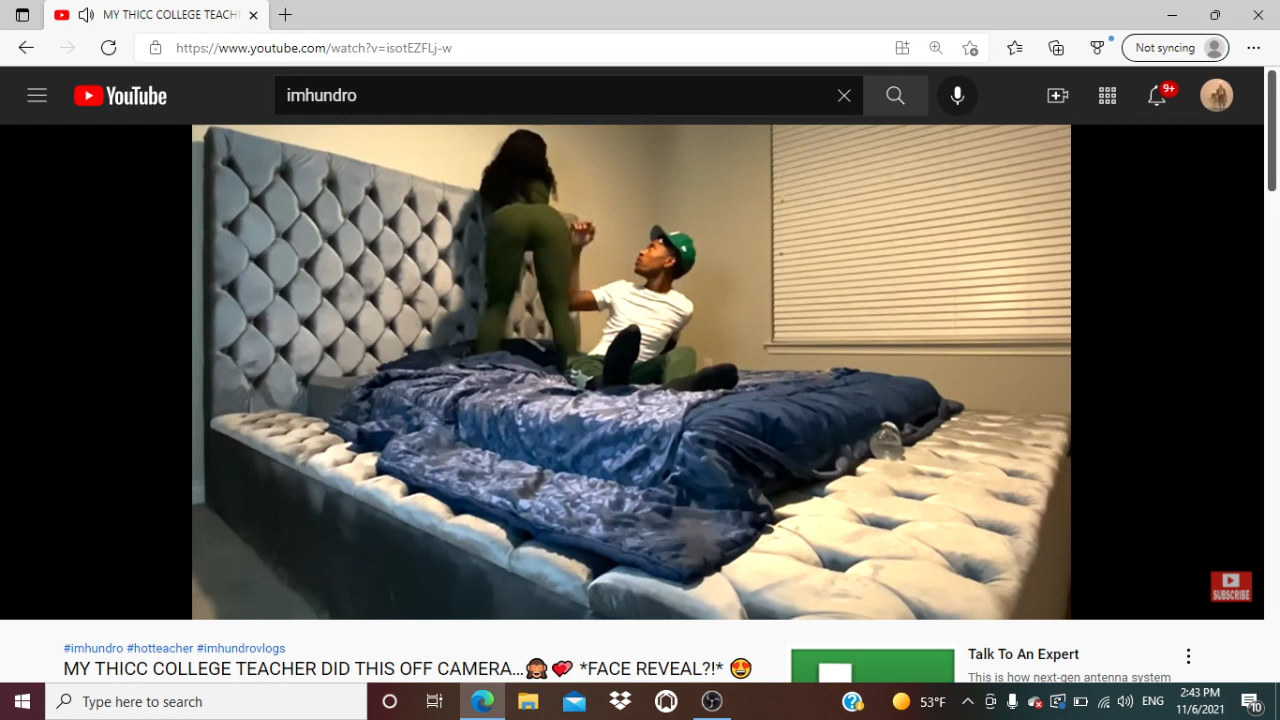 MY THICC COLLEGE TEACH
https://www.youtube.com/watch?v=isotEZFLj-w
Not syncing
YouTube
imhundro
9+
SUBSCRIBE
#imhundro #hotteacher #imhundrovlogs
MY THICC COLLEGE TEACHER DID THIS OFF CAMERA...🙈💞 *FACE REVEAL?!* 😍
Talk To An Expert
This is how next-gen antenna system
Type here to search
53°F
ENG
2:43 PM
11/6/2021
10